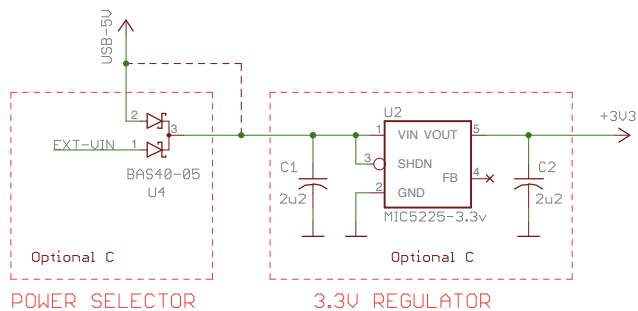 USB-5V
U2
+3V3
2
3
1
VIN VOUT
5
EXT-VIN
1
3
SHDN
BAS40-05
C1
FB
4
C2
U4
2u2
2
GND
2u2
MIC5225-3.3v
Optional C
Optional C
POWER SELECTOR
3.3V REGULATOR